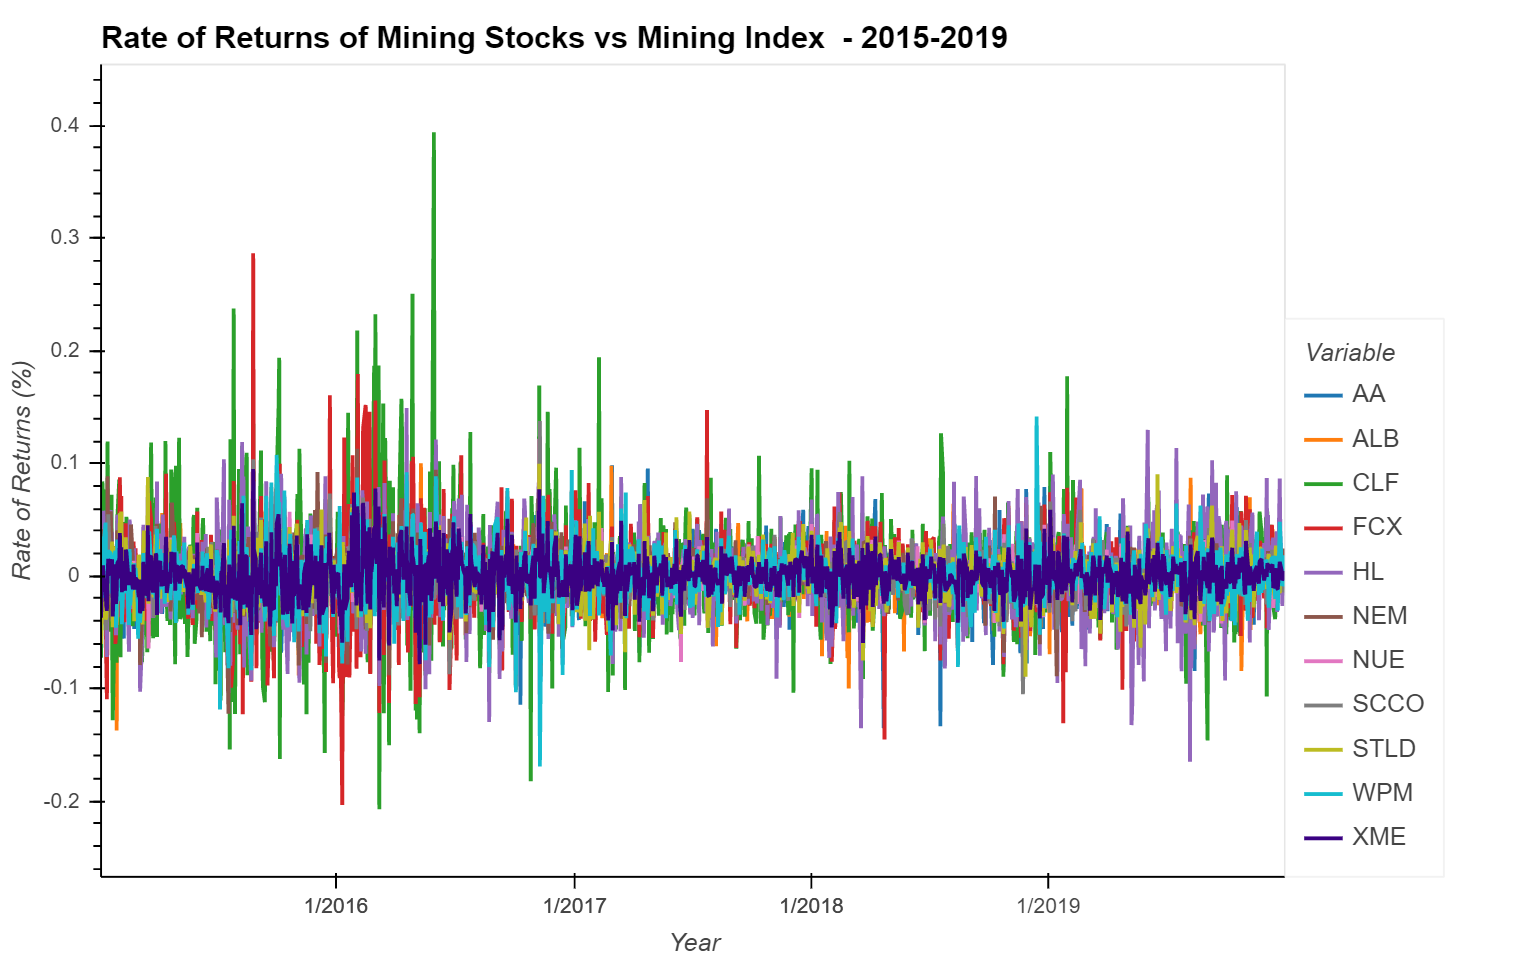 Rate of Returns of Mining Stocks vs Mining Index  - 2015-2019
Rate of Returns (%)
0.4
0.3
0.2
0.1
0
-0.1
-0.2
1/2016
1/2017
1/2018
1/2019
Year
Variable
AA
ALB
CLF
FCX
HL
NEM
NUE
SCCO
STLD
WPM
XME